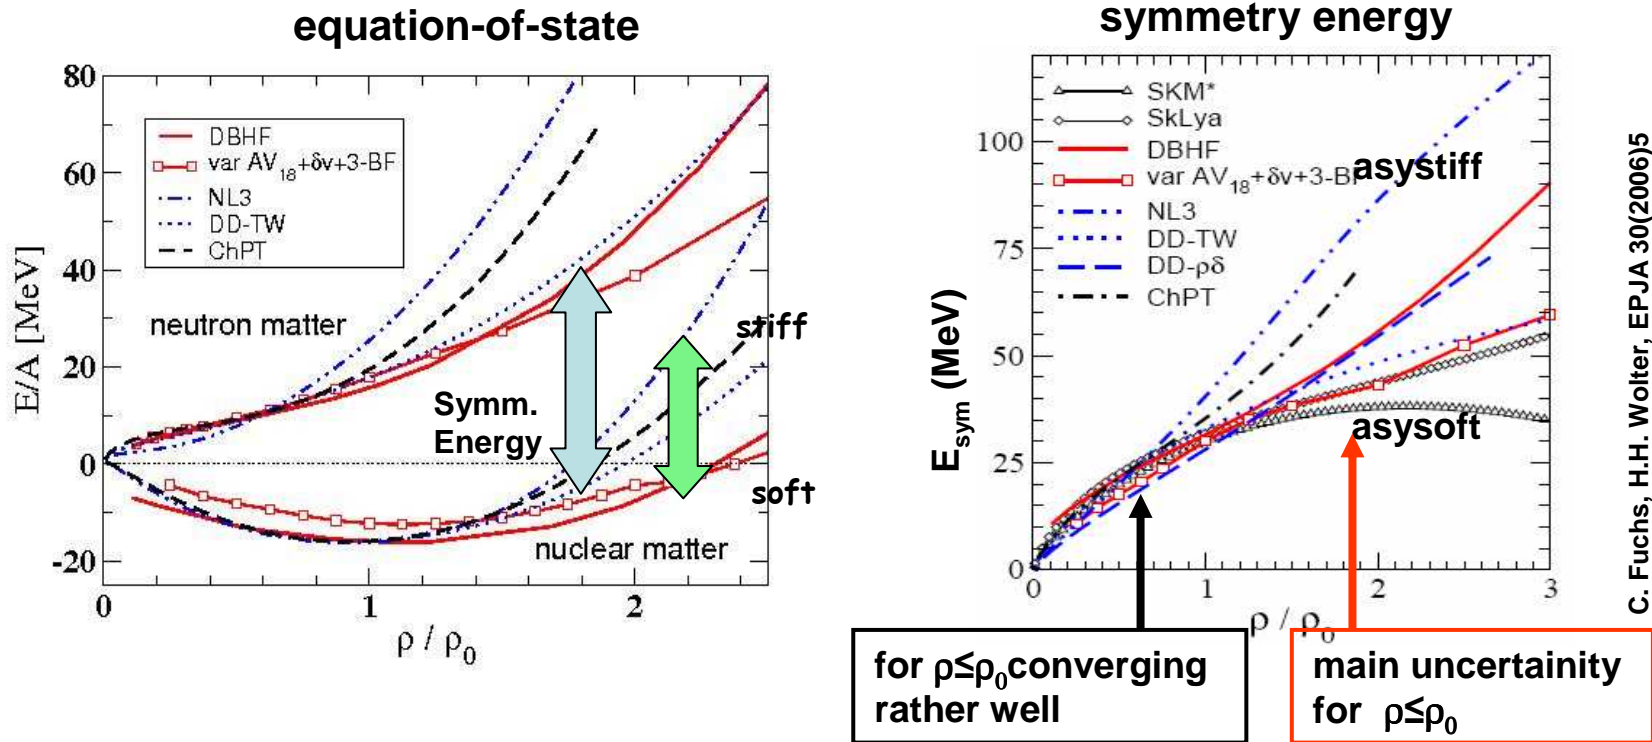 equation-of-state
80
60
40
20
0
-20
E/A [MeV]
DBHF
var AV18+δv+3-BF
NL3
DD-TW
ChPT
neutron matter
Symm.
Energy
stiff
soft
nuclear matter
0
1
2
ρ / ρ0
symmetry energy
100
75
50
25
0
Esym (MeV)
SKM*
SkLya
DBHF
var AV18+δv+3-BF
NL3
DD-TW
DD-ρδ
ChPT
asystiff
asysoft
0
1
2
3
ρ / ρ0
for ρ≤ρ0converging
rather well
main uncertainity
for ρ≤ρ0
C. Fuchs, H.H. Wolter, EPJA 30(2006)5